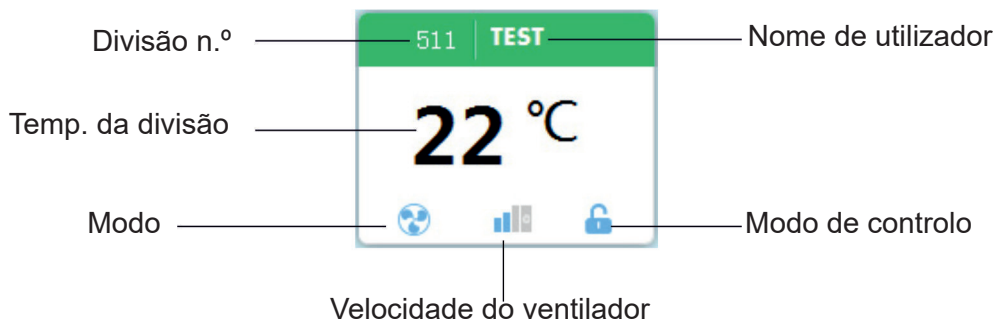 Divisão n.º
511
TEST
Nome de utilizador
Temp. da divisão
22 ℃
Modo
Modo de controlo
Velocidade do ventilador